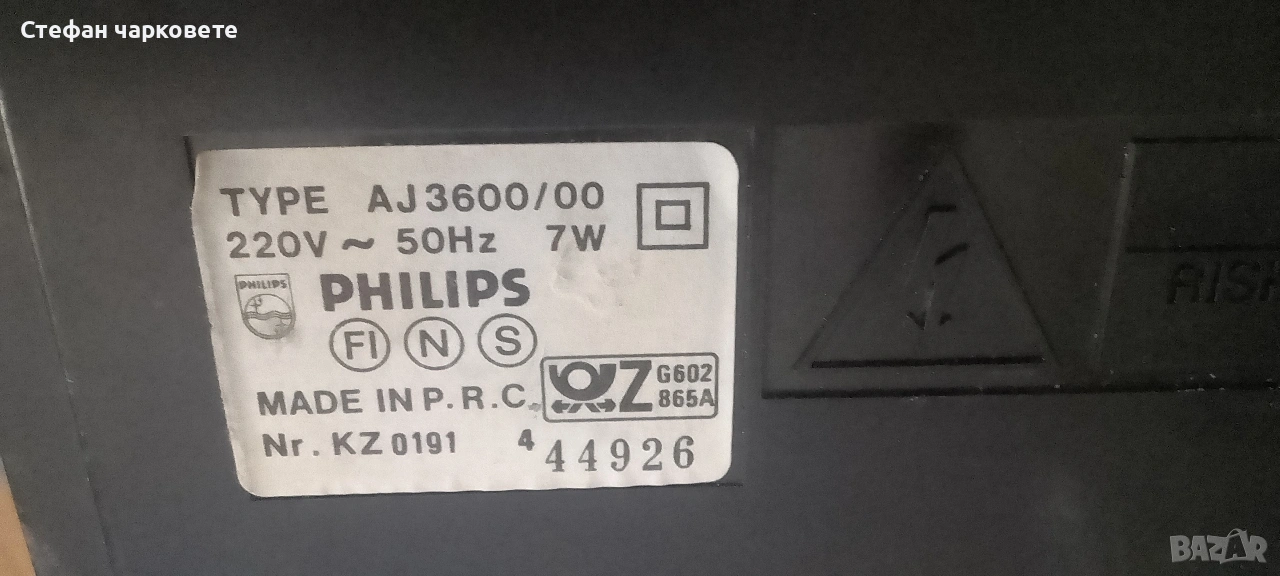 Стефан чарковете
TYPE AJ3600/00
220V ~ 50Hz 7W
PHILIPS
PHILIPS
FI N S
MADE IN P.R.C.
Z G602
865A
Nr. KZ 0191 4 44926
BAZAR